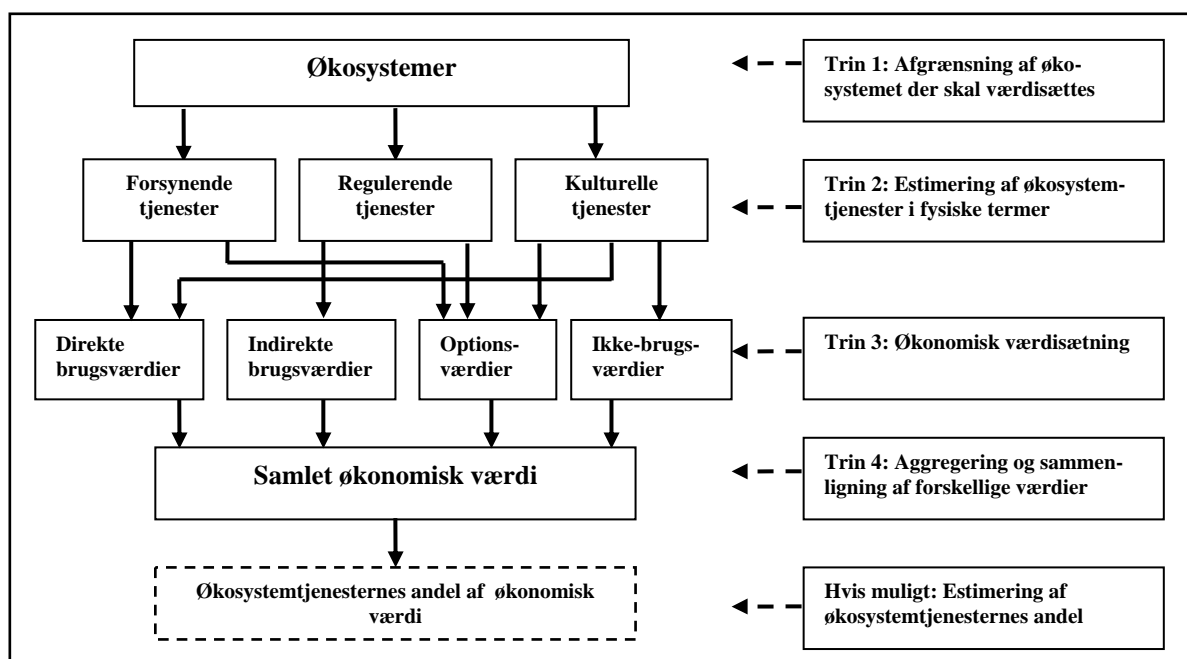 Økosystemer
Trin 1: Afgrænsning af øko-
systemet der skal værdisættes
Forsynende
tjenester
Regulerende
tjenester
Kulturelle
tjenester
Trin 2: Estimering af økosystem-
tjenester i fysiske termer
Direkte
brugsværdier
Indirekte
brugsværdier
Options-
værdier
Ikke-brugs-
værdier
Trin 3: Økonomisk værdisætning
Samlet økonomisk værdi
Trin 4: Aggregering og sammen-
ligning af forskellige værdier
Økosystemtjenesternes andel af økonomisk
værdi
Hvis muligt: Estimering af
økosystemtjenesternes andel